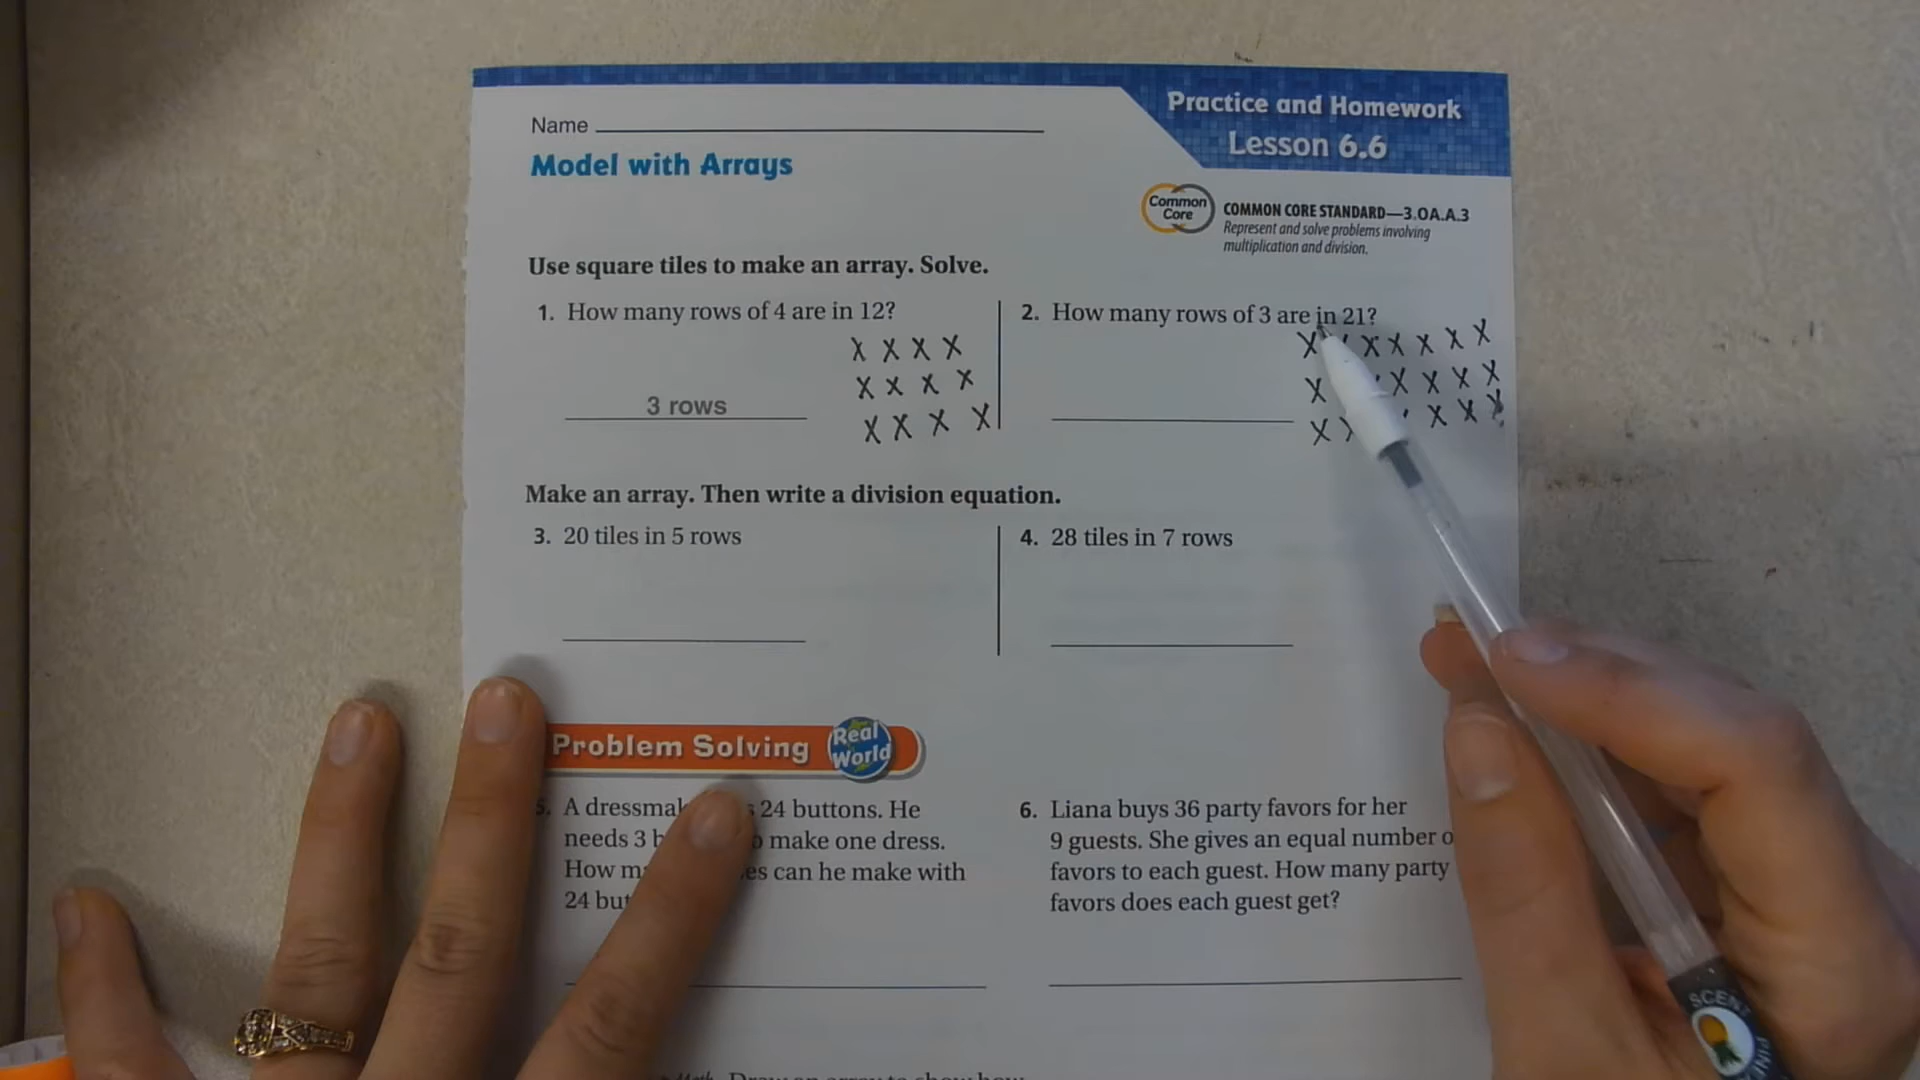 Practice and Homework
Lesson 6.6
Name
Model with Arrays
Common
Core
COMMON CORE STANDARD—3.OA.A.3
Represent and solve problems involving
multiplication and division.
Use square tiles to make an array. Solve.
1. How many rows of 4 are in 12?
X X X X
X X X X
X X X X
3 rows
2. How many rows of 3 are in 21?
X X X X X X
X X X X X
X X X X
Make an array. Then write a division equation.
3. 20 tiles in 5 rows
4. 28 tiles in 7 rows
Problem Solving
Real
World
5. A 24 buttons. He
needs 3 make one dress.
How can he make with
24
6. Liana buys 36 party favors for her
9 guests. She gives an equal number
favors to each guest. How many party
favors does each guest get?
Draw an array to show how
SCENT